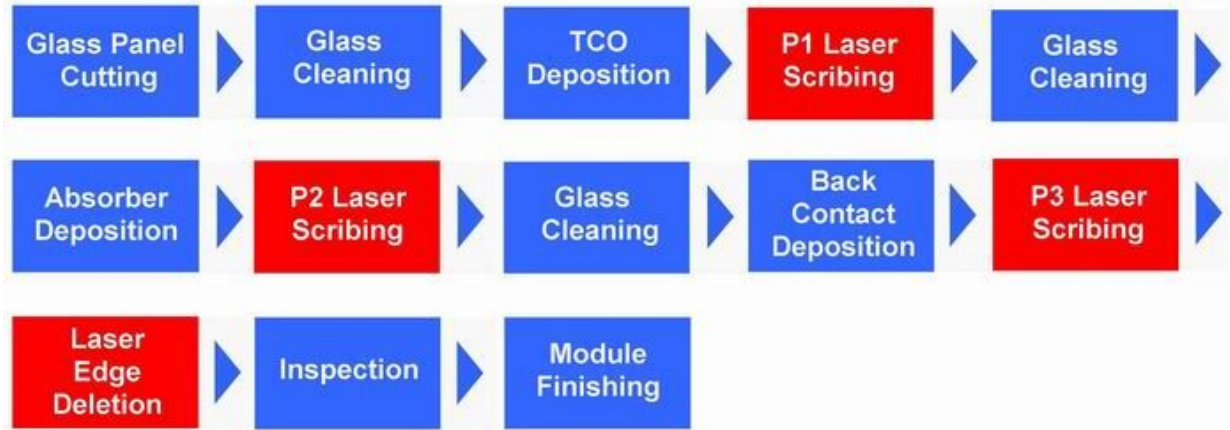 Glass Panel
Cutting
Glass
Cleaning
TCO
Deposition
P1 Laser
Scribing
Glass
Cleaning
Absorber
Deposition
P2 Laser
Scribing
Glass
Cleaning
Back
Contact
Deposition
P3 Laser
Scribing
Laser
Edge
Deletion
Inspection
Module
Finishing